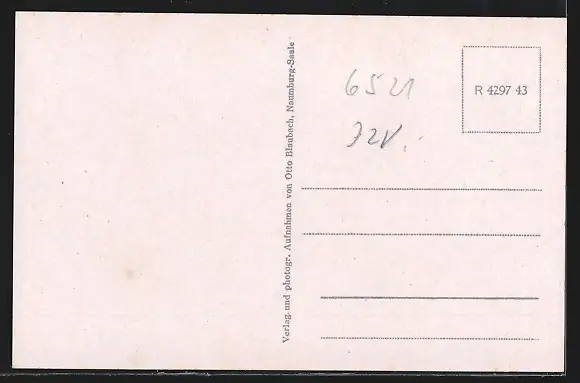 Verlag und photogr. Aufnahmen von Otto Blaubach, Naumburg-Saale
6521
R 4297 43